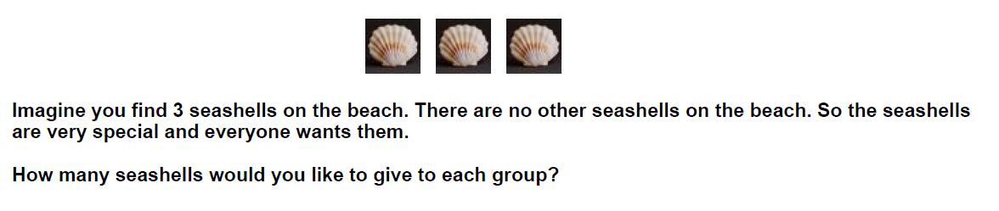 Imagine you find 3 seashells on the beach. There are no other seashells on the beach. So the seashells
are very special and everyone wants them.
How many seashells would you like to give to each group?